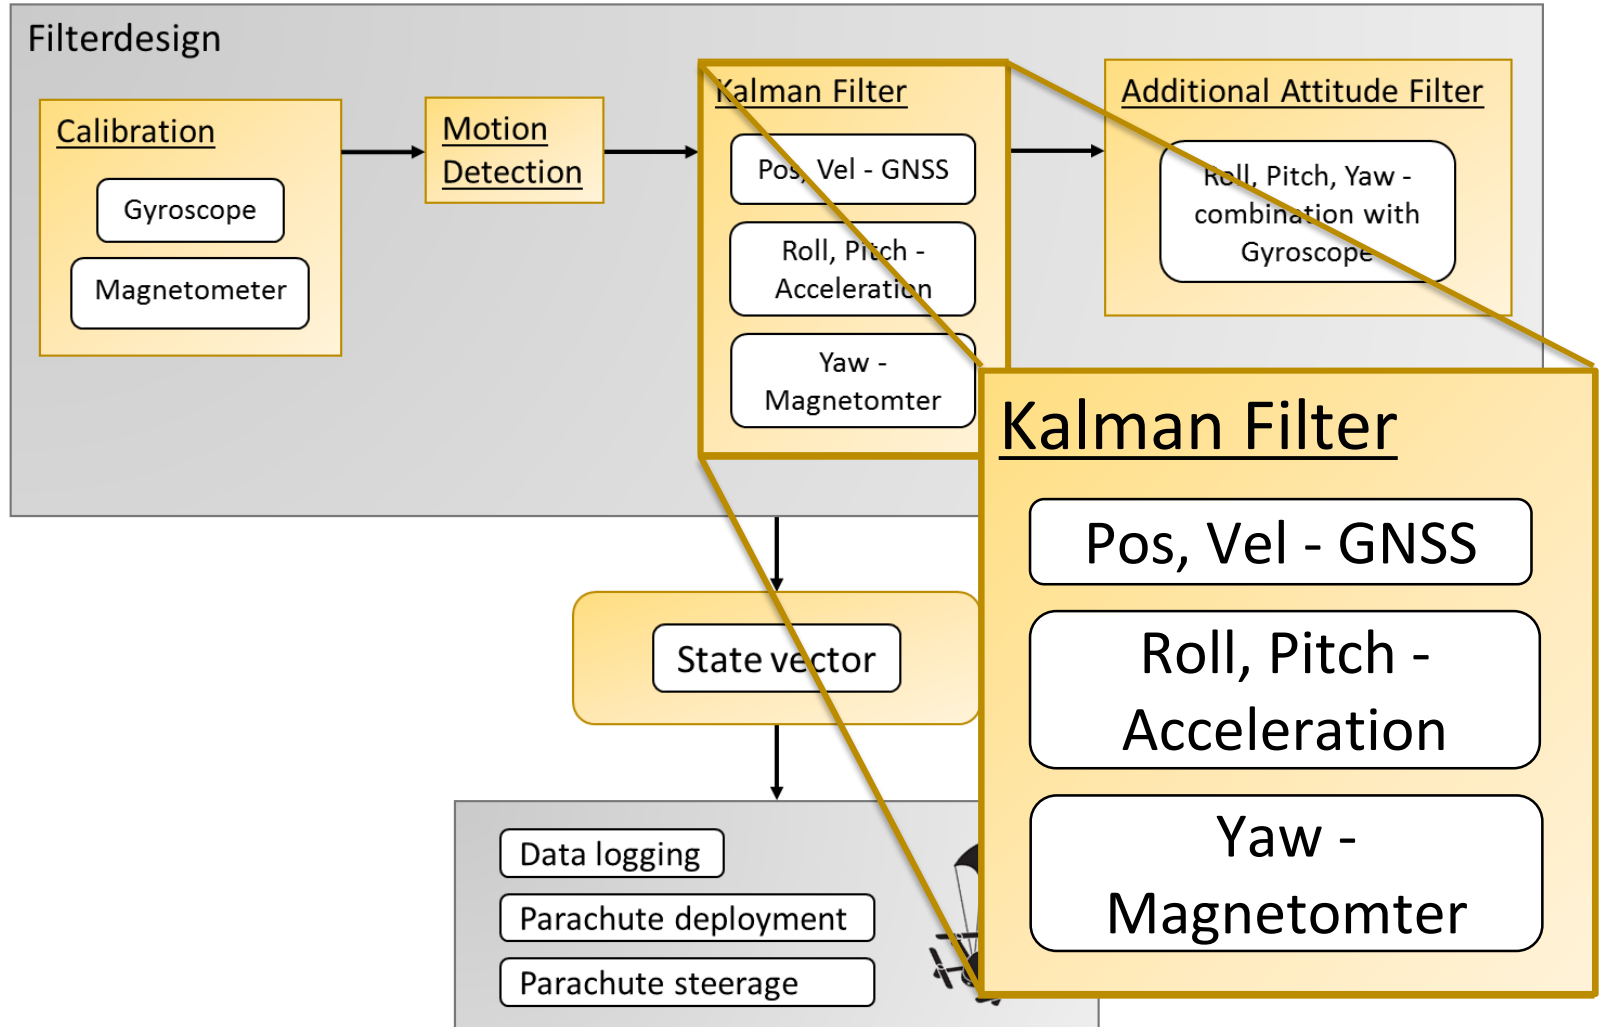 Filterdesign
Calibration
Gyroscope
Magnetometer
Motion
Detection
Kalman Filter
Pos, Vel - GNSS
Roll, Pitch -
Acceleration
Yaw -
Magnetomter
Additional Attitude Filter
Roll, Pitch, Yaw -
combination with
Gyroscope
Kalman Filter
Pos, Vel - GNSS
Roll, Pitch -
Acceleration
Yaw -
Magnetomter
State vector
Data logging
Parachute deployment
Parachute steerage